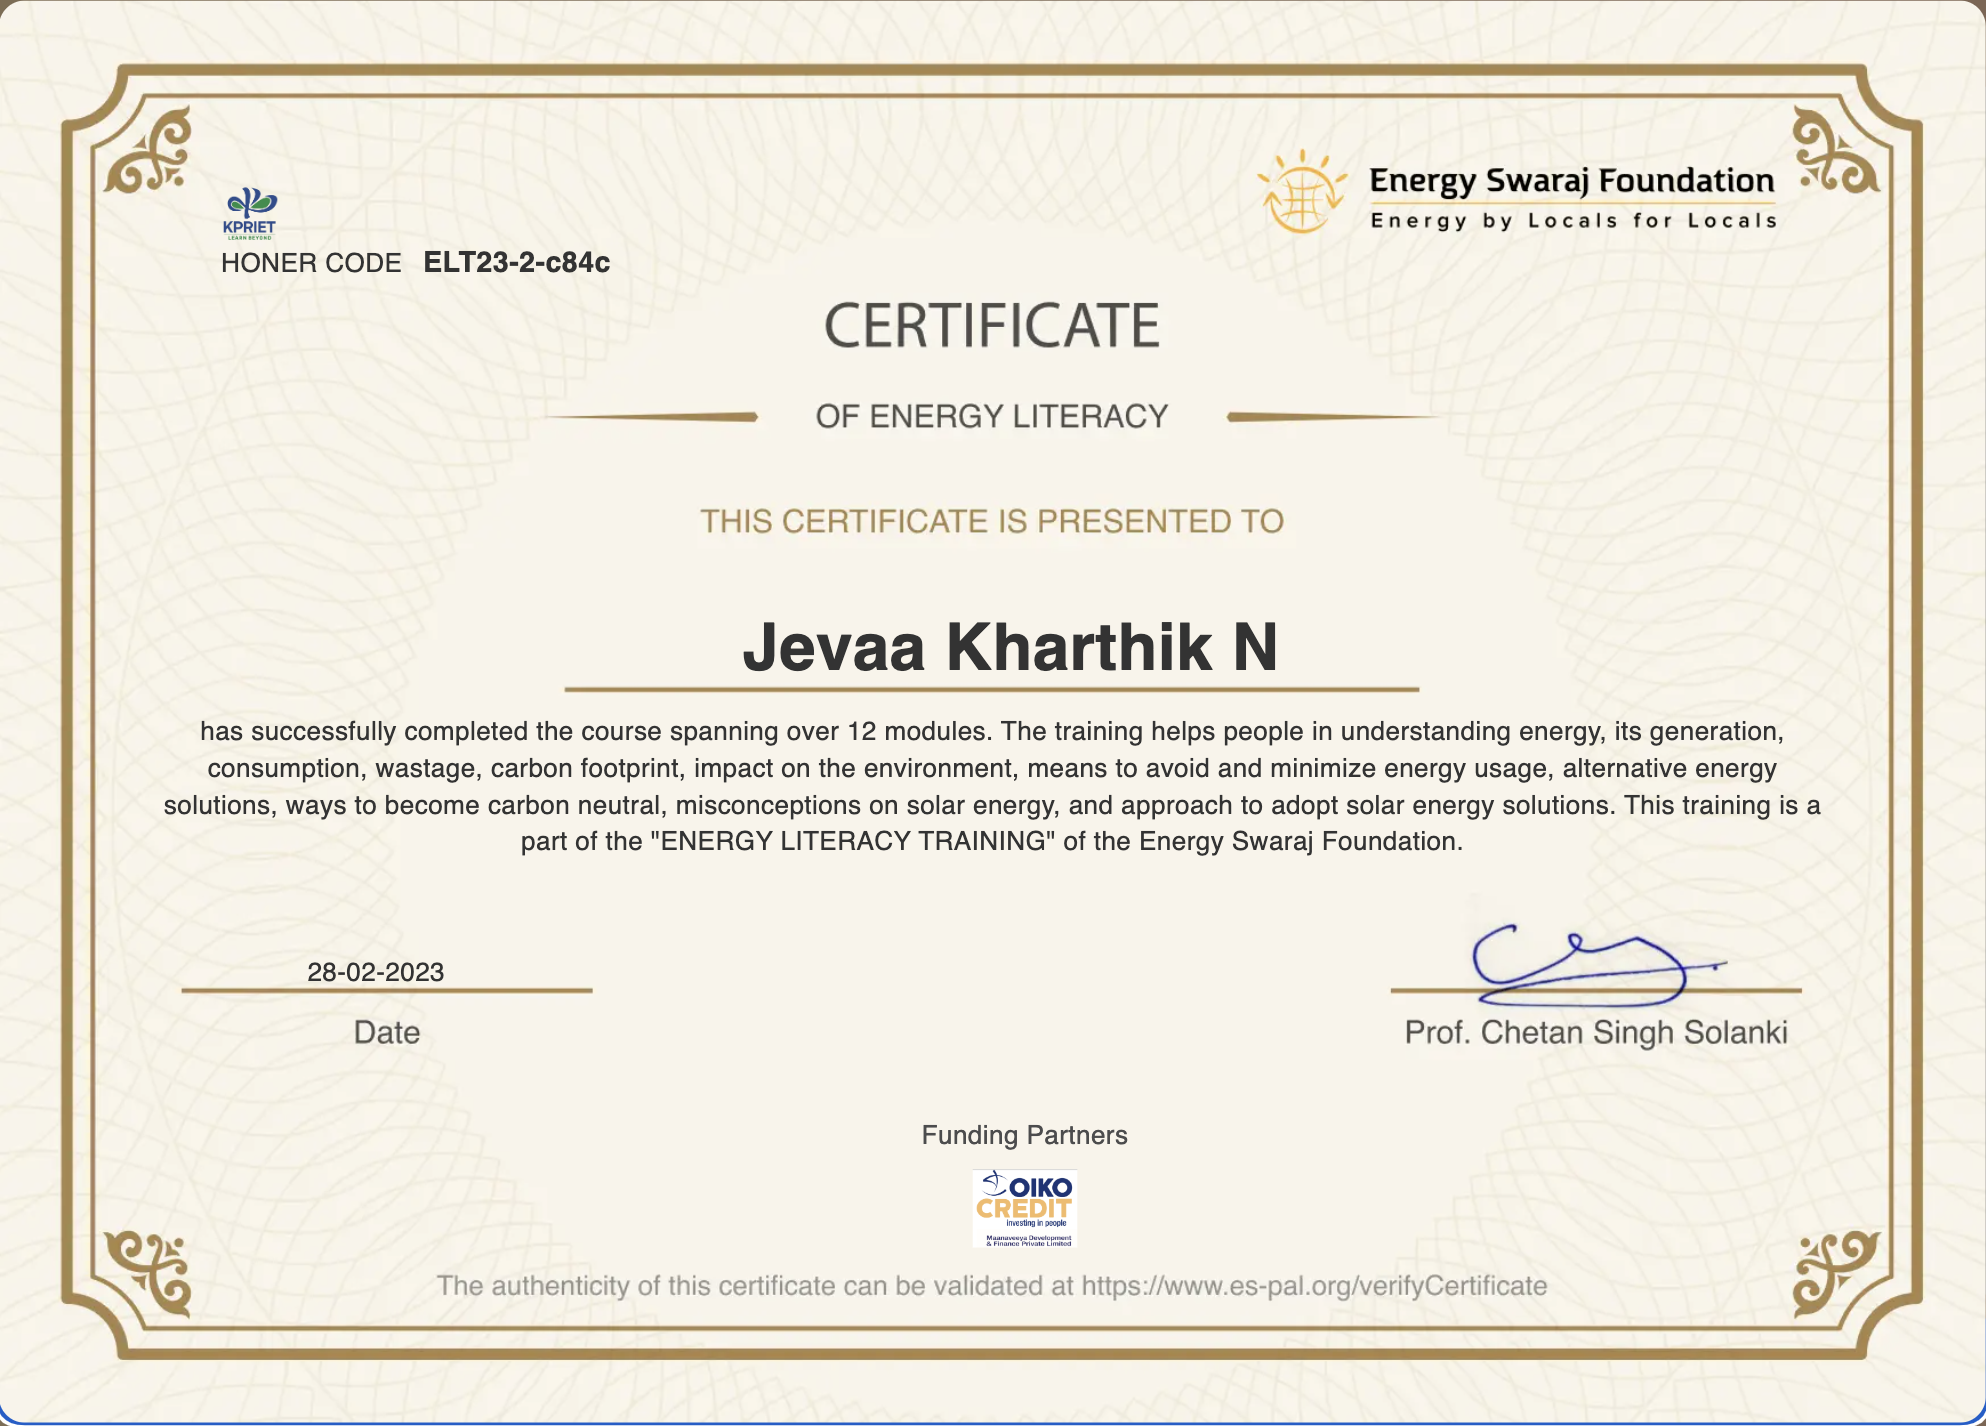 KPRIET
LEARN BEYOND
HONER CODE ELT23-2-c84c
Energy Swaraj Foundation
Energy by Locals for Locals
CERTIFICATE
OF ENERGY LITERACY
THIS CERTIFICATE IS PRESENTED TO
Jevaa Kharthik N
has successfully completed the course spanning over 12 modules. The training helps people in understanding energy, its generation,
consumption, wastage, carbon footprint, impact on the environment, means to avoid and minimize energy usage, alternative energy
solutions, ways to become carbon neutral, misconceptions on solar energy, and approach to adopt solar energy solutions. This training is a
part of the "ENERGY LITERACY TRAINING" of the Energy Swaraj Foundation.
28-02-2023
Date
Prof. Chetan Singh Solanki
Funding Partners
OIKO
CREDIT
investing in people
Maanaveeya Development
& Finance Private Limited
The authenticity of this certificate can be validated at https://www.es-pal.org/verifyCertificate